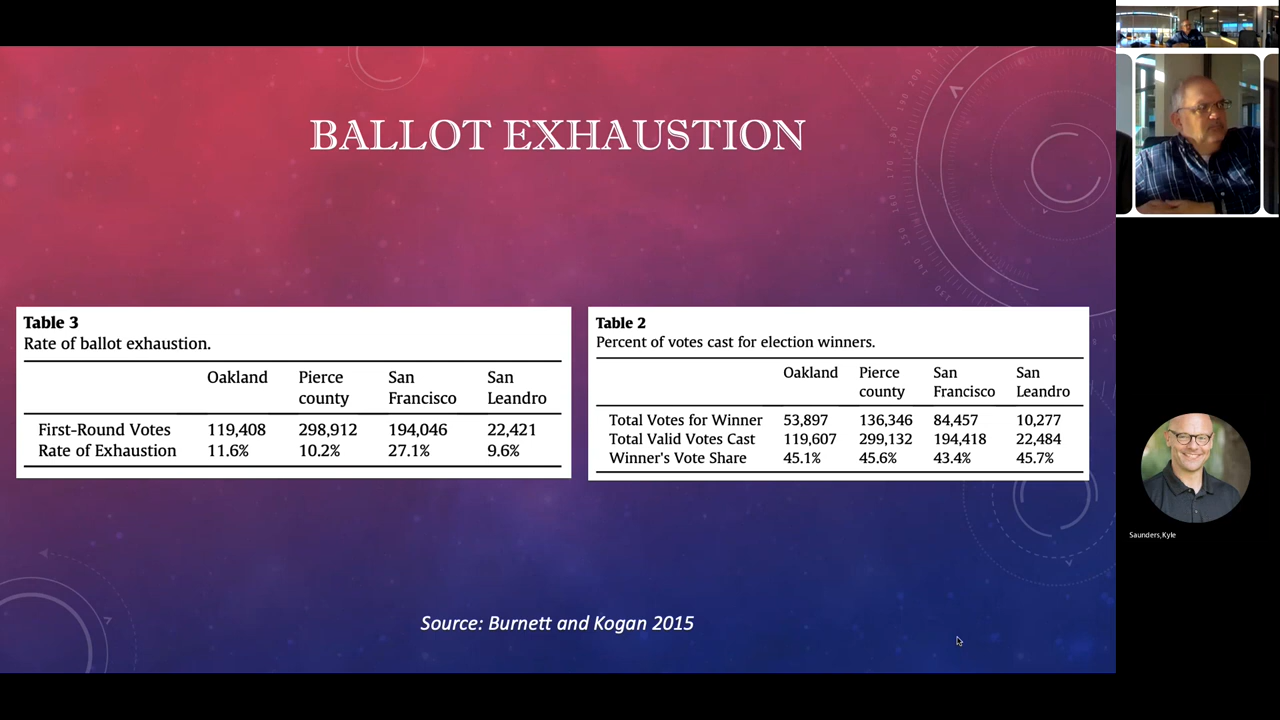 BALLOT EXHAUSTION
Table 3
Rate of ballot exhaustion.
Oakland Pierce county San Francisco San Leandro
First-Round Votes 119,408 298,912 194,046 22,421
Rate of Exhaustion 11.6% 10.2% 27.1% 9.6%
Table 2
Percent of votes cast for election winners.
Oakland Pierce county San Francisco San Leandro
Total Votes for Winner 53,897 136,346 84,457 10,277
Total Valid Votes Cast 119,607 299,132 194,418 22,484
Winner's Vote Share 45.1% 45.6% 43.4% 45.7%
Source: Burnett and Kogan 2015
Saunders,Kyle